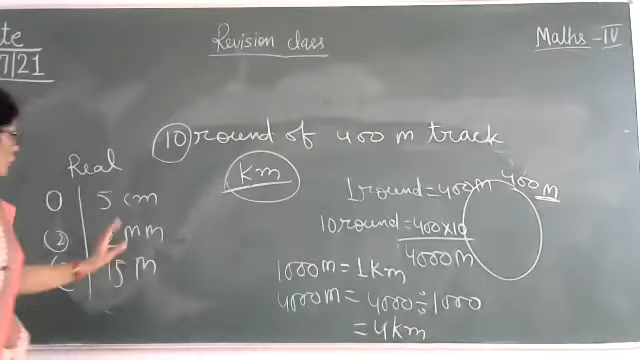 te
7/21
Revision class
Maths - IV
10 round of 400 m track
km
Real
0 5 cm
② mm
15 m
400 m
1 round = 400 m
10 round = 400 x 10
4000 m
1000 m = 1 km
4000 m = 4000 ÷ 1000
= 4 km